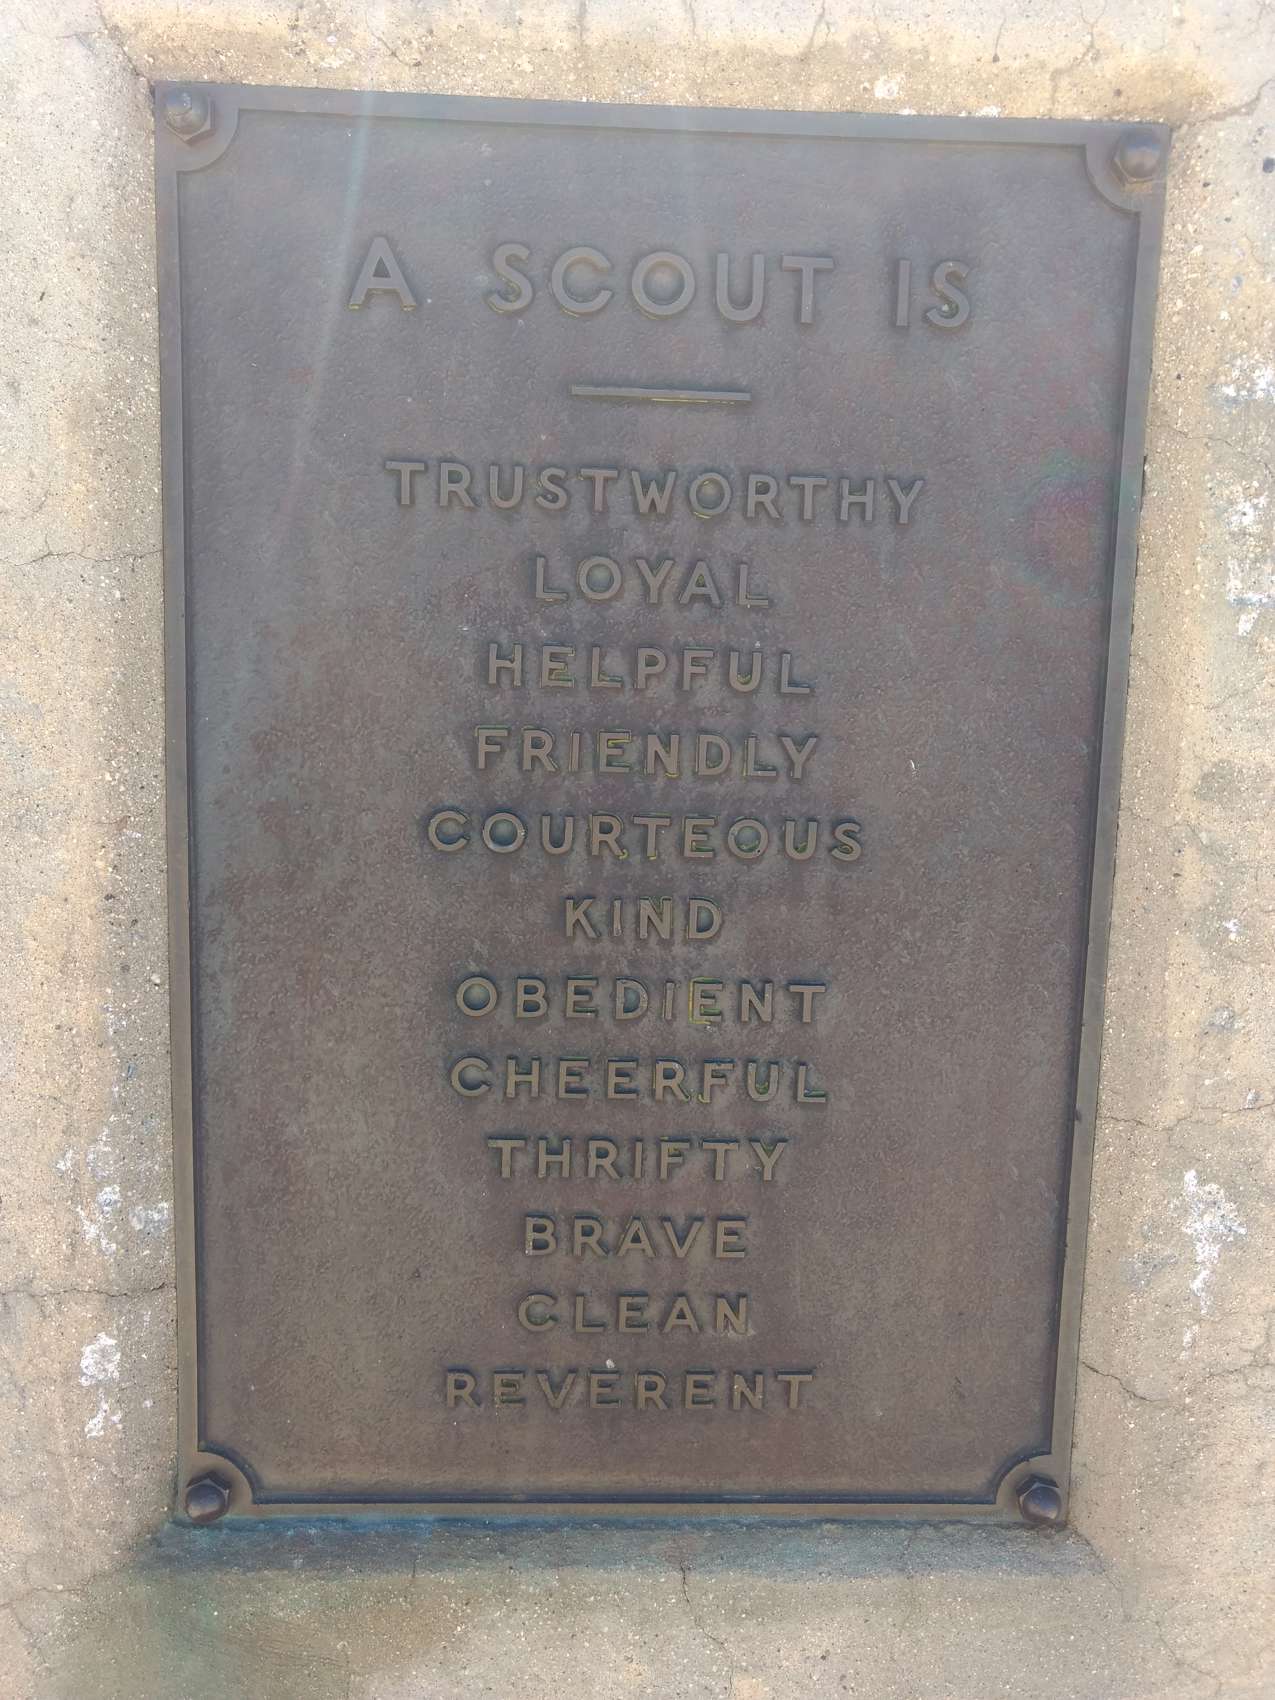 A SCOUT IS
TRUSTWORTHY
LOYAL
HELPFUL
FRIENDLY
COURTEOUS
KIND
OBEDIENT
CHEERFUL
THRIFTY
BRAVE
CLEAN
REVERENT